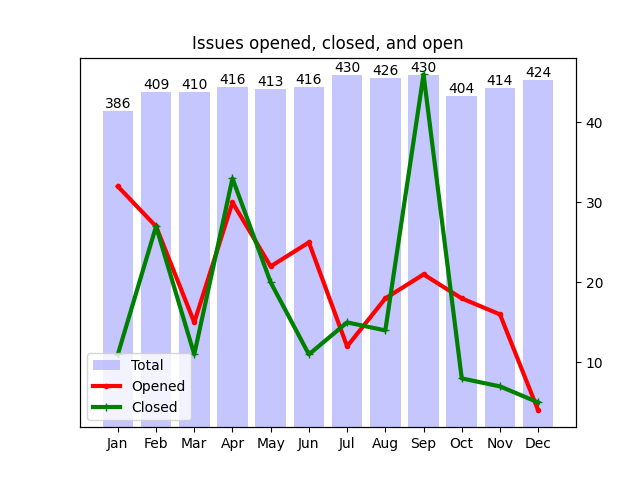 Issues opened, closed, and open
386 409 410 416 413 416 430 426 430 404 414 424
40
30
20
10
Total
Opened
Closed
Jan Feb Mar Apr May Jun Jul Aug Sep Oct Nov Dec